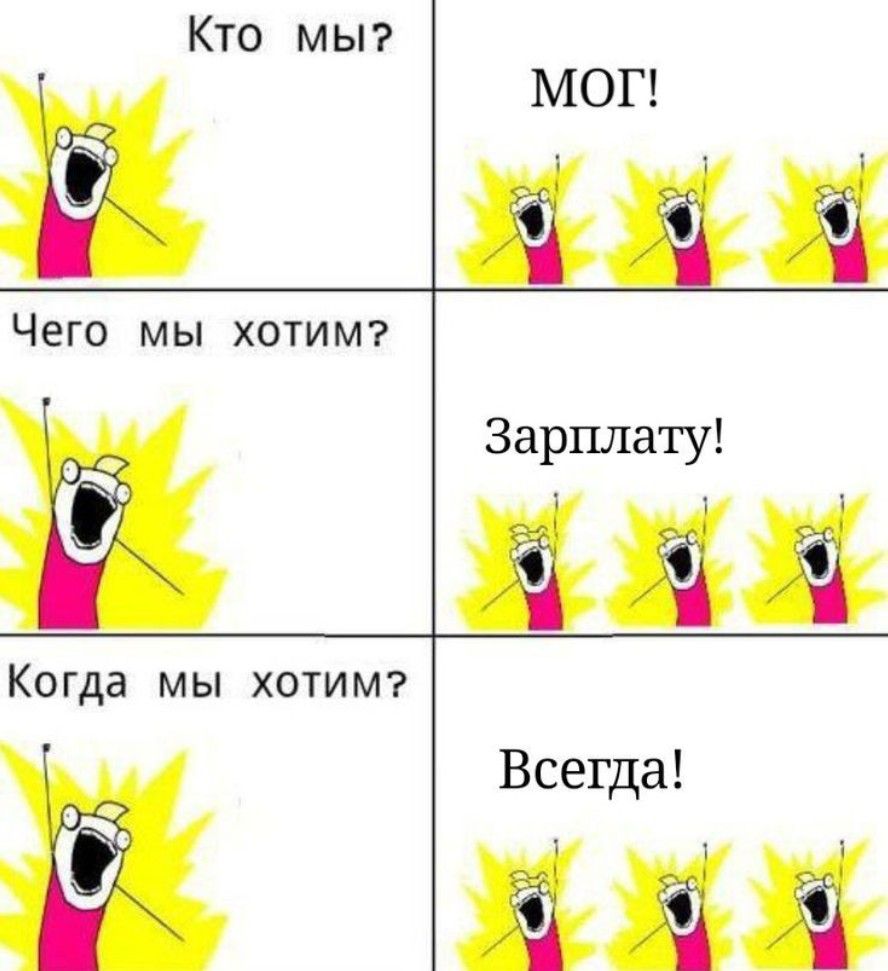 Кто мы?
МОГ!
Чего мы хотим?
Зарплату!
Когда мы хотим?
Всегда!